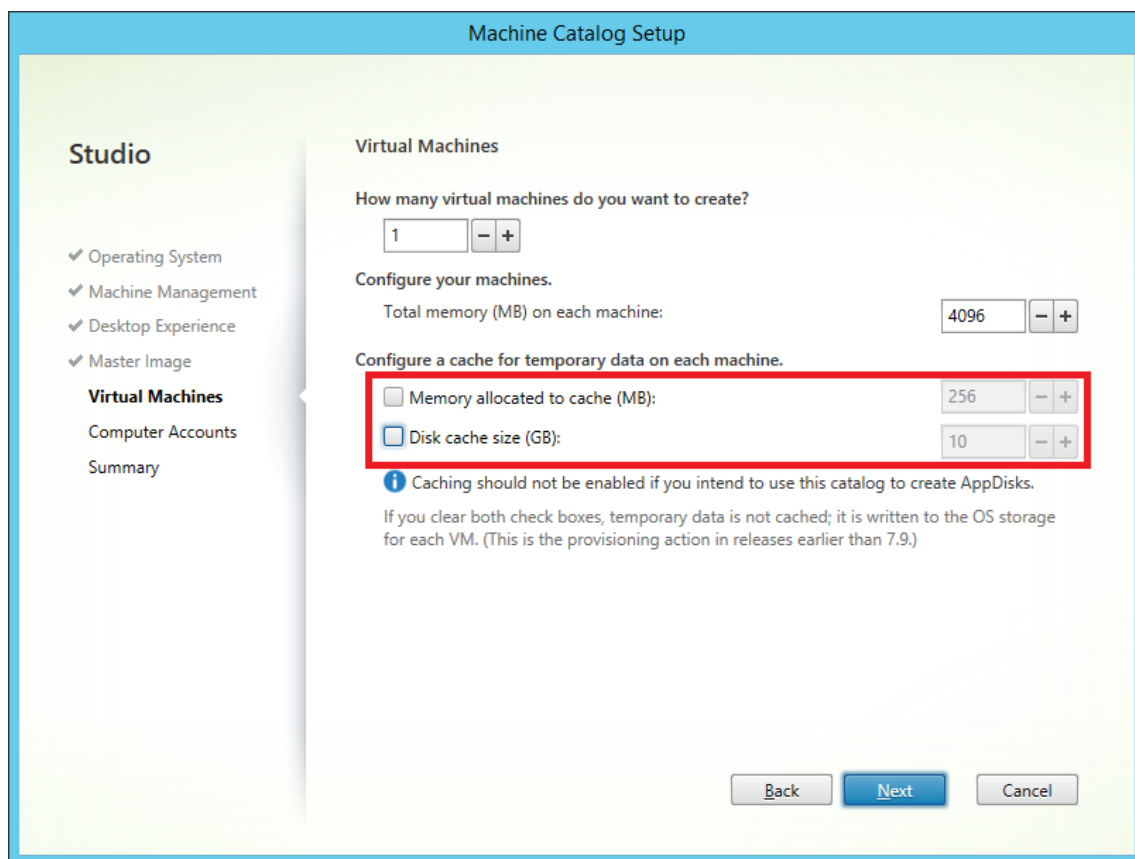 Machine Catalog Setup
Studio
Operating System
Machine Management
Desktop Experience
Master Image
Virtual Machines
Computer Accounts
Summary
Virtual Machines
How many virtual machines do you want to create?
1
Configure your machines.
Total memory (MB) on each machine:
4096
Configure a cache for temporary data on each machine.
Memory allocated to cache (MB):
256
Disk cache size (GB):
10
Caching should not be enabled if you intend to use this catalog to create AppDisks.
If you clear both check boxes, temporary data is not cached; it is written to the OS storage
for each VM. (This is the provisioning action in releases earlier than 7.9.)
Back
Next
Cancel